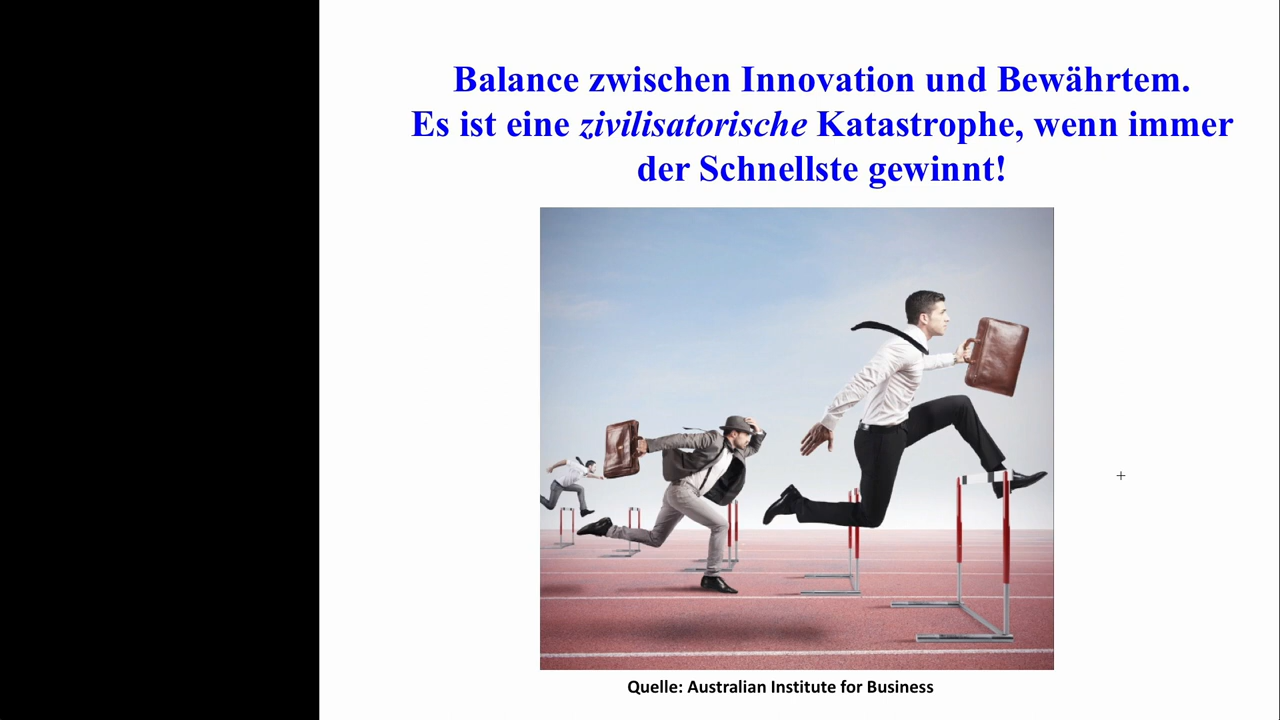 Balance zwischen Innovation und Bewährtem.
Es ist eine zivilisatorische Katastrophe, wenn immer
der Schnellste gewinnt!
Quelle: Australian Institute for Business